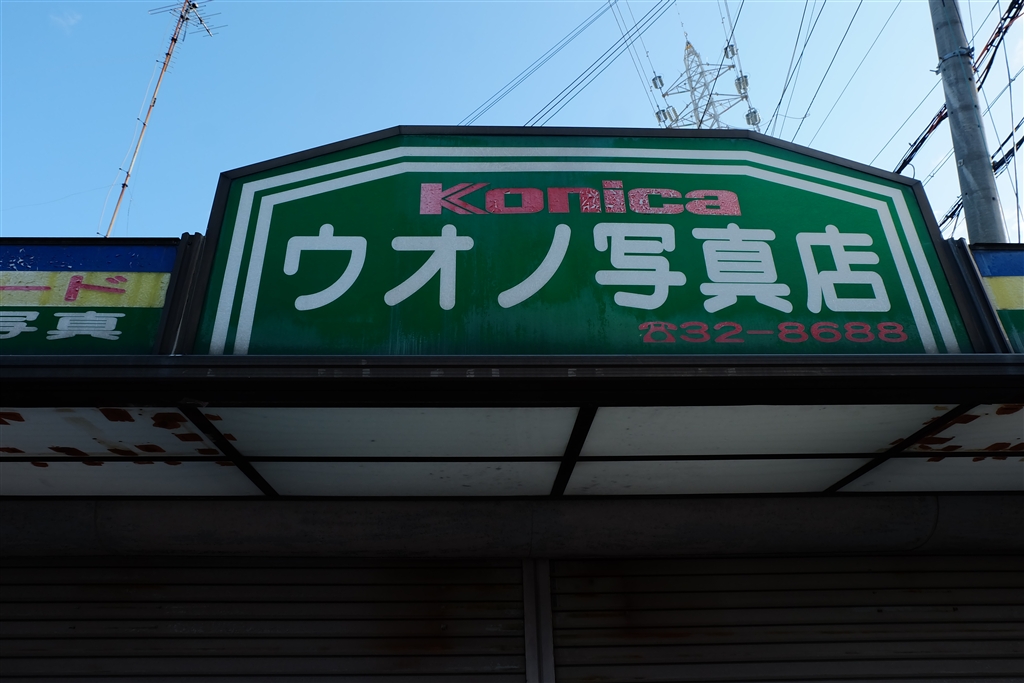 Konica
ウオノ写真店
☎32-8688
ード
写真